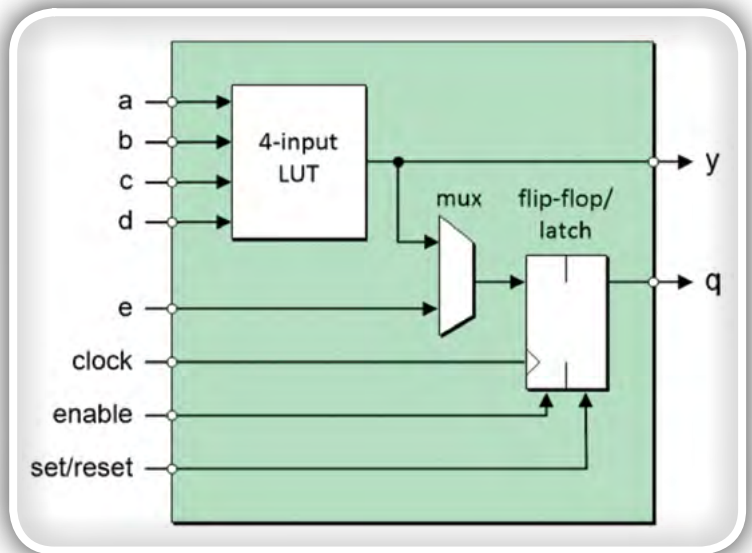 a
b
c
d
4-input
LUT
y
mux
flip-flop/
latch
q
e
clock
enable
set/reset